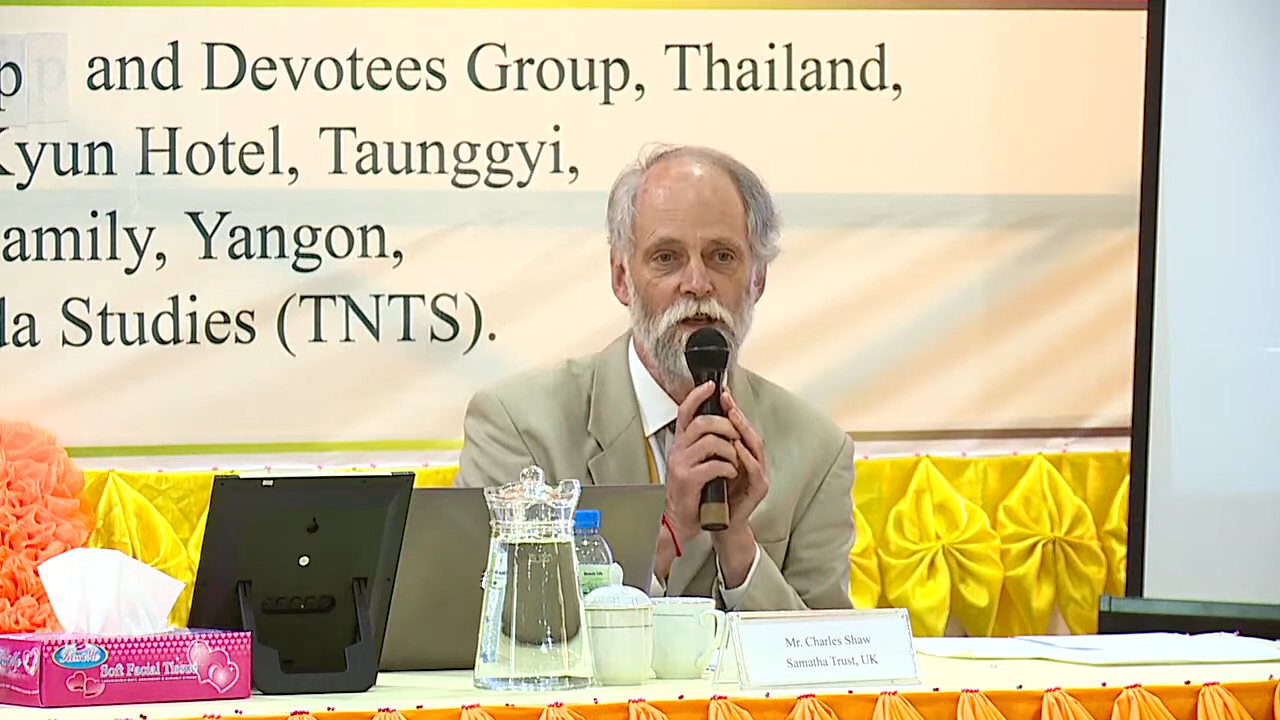 p and Devotees Group, Thailand,
Kyun Hotel, Taunggyi,
amily, Yangon,
la Studies (TNTS).
Soft Facial Tissue
Mr. Charles Shaw
Samatha Trust, UK